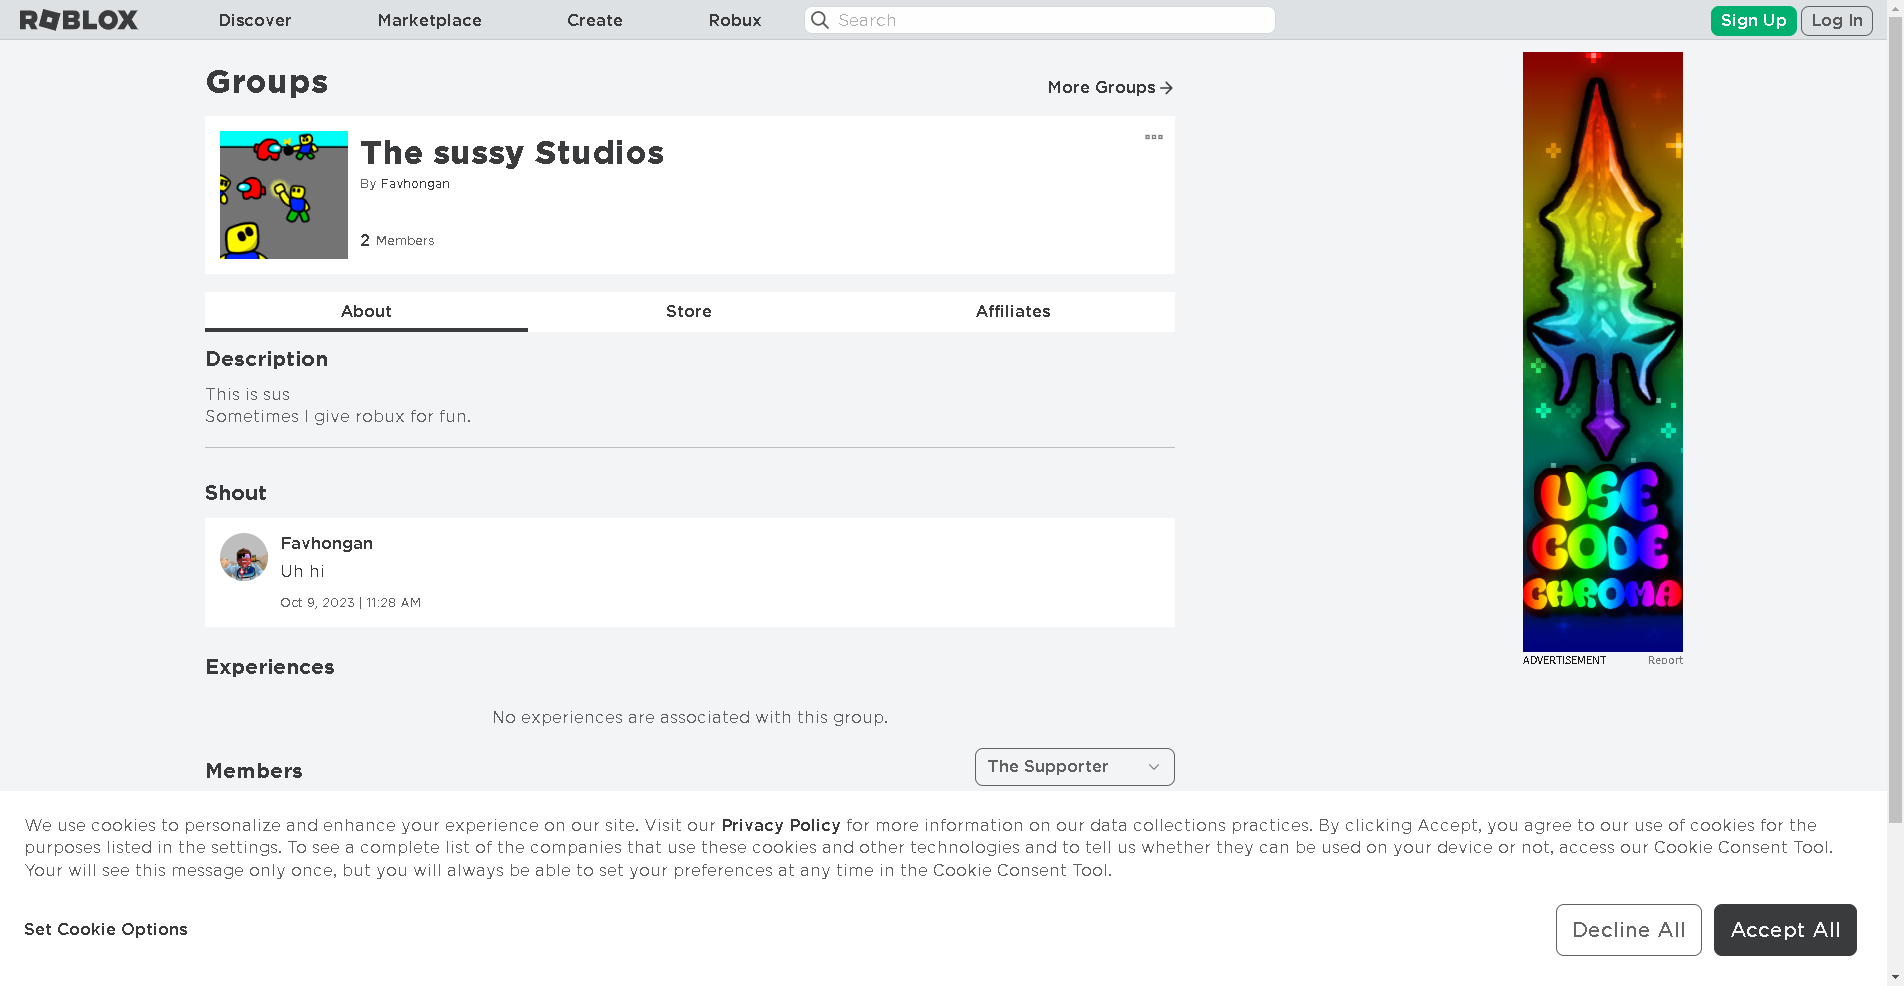 ROBLOX
Discover
Marketplace
Create
Robux
Search
Sign Up
Log In
Groups
More Groups
The sussy Studios
By Favhongan
2 Members
About
Store
Affiliates
Description
This is sus
Sometimes I give robux for fun.
Shout
Favhongan
Uh hi
Oct 9, 2023 | 11:28 AM
Experiences
No experiences are associated with this group.
Members
The Supporter
USE
CODE
CHROMA
ADVERTISEMENT
Report
We use cookies to personalize and enhance your experience on our site. Visit our Privacy Policy for more information on our data collections practices. By clicking Accept, you agree to our use of cookies for the
purposes listed in the settings. To see a complete list of the companies that use these cookies and other technologies and to tell us whether they can be used on your device or not, access our Cookie Consent Tool.
Your will see this message only once, but you will always be able to set your preferences at any time in the Cookie Consent Tool.
Set Cookie Options
Decline All
Accept All